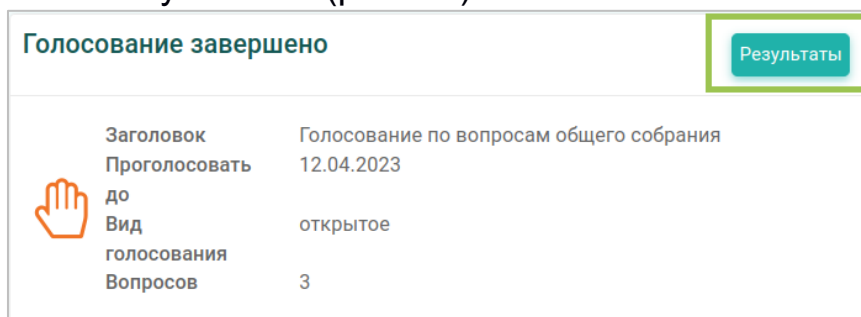 Голосование завершено
Результаты
Заголовок Голосование по вопросам общего собрания
Проголосовать 12.04.2023
до
Вид открытое
голосования
Вопросов 3